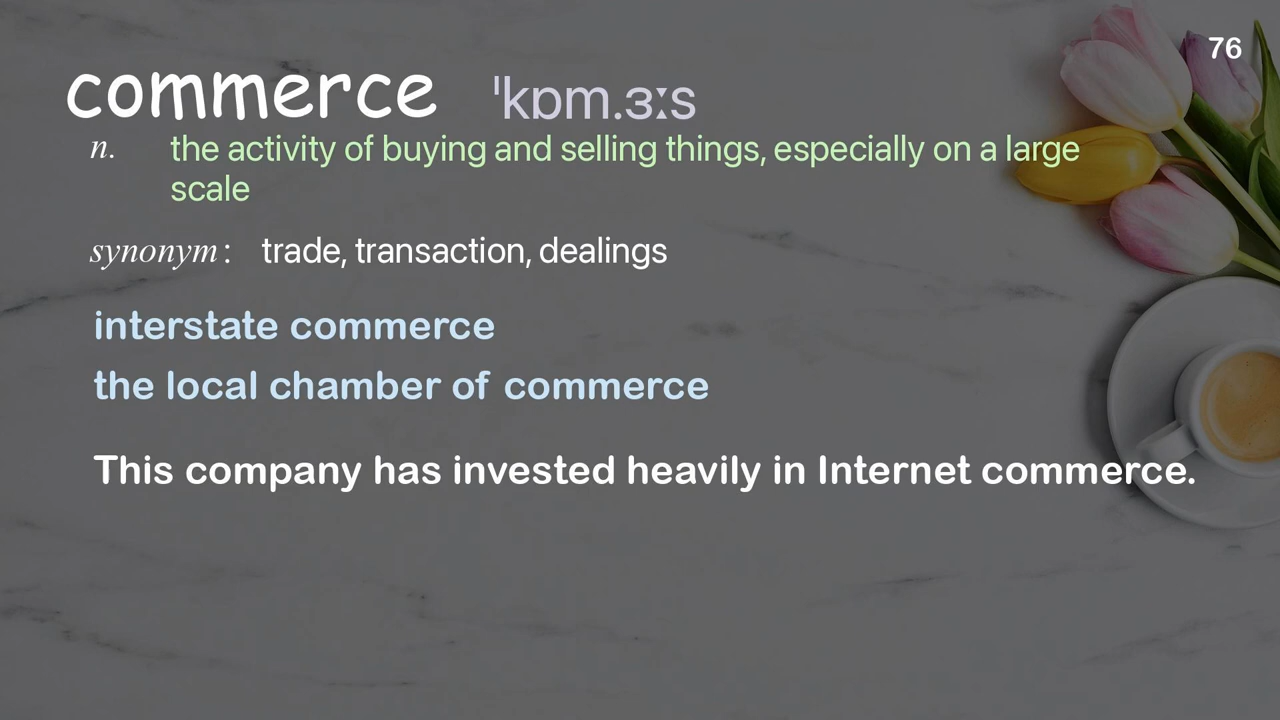 76
commerce ˈkɒm.ɜːs
n. the activity of buying and selling things, especially on a large
scale
synonym: trade, transaction, dealings
interstate commerce
the local chamber of commerce
This company has invested heavily in Internet commerce.